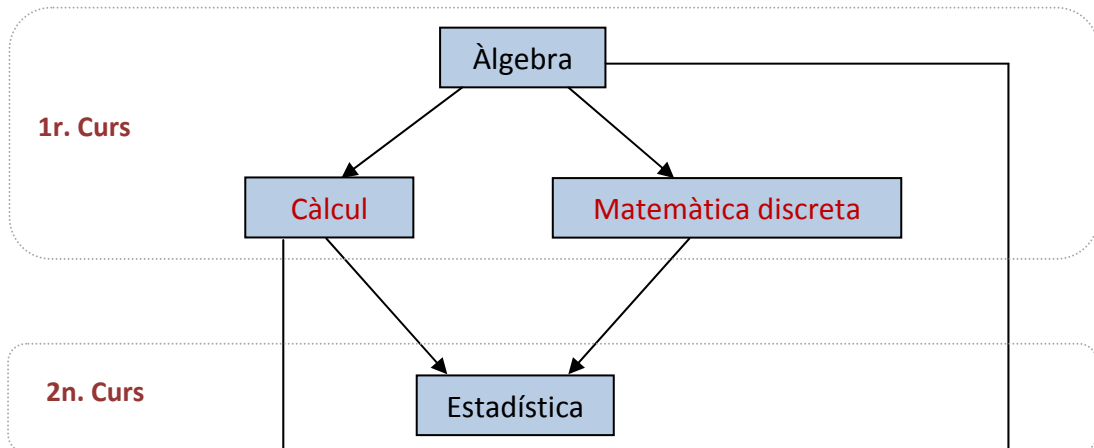 Àlgebra
1r. Curs
Càlcul
Matemàtica discreta
2n. Curs
Estadística